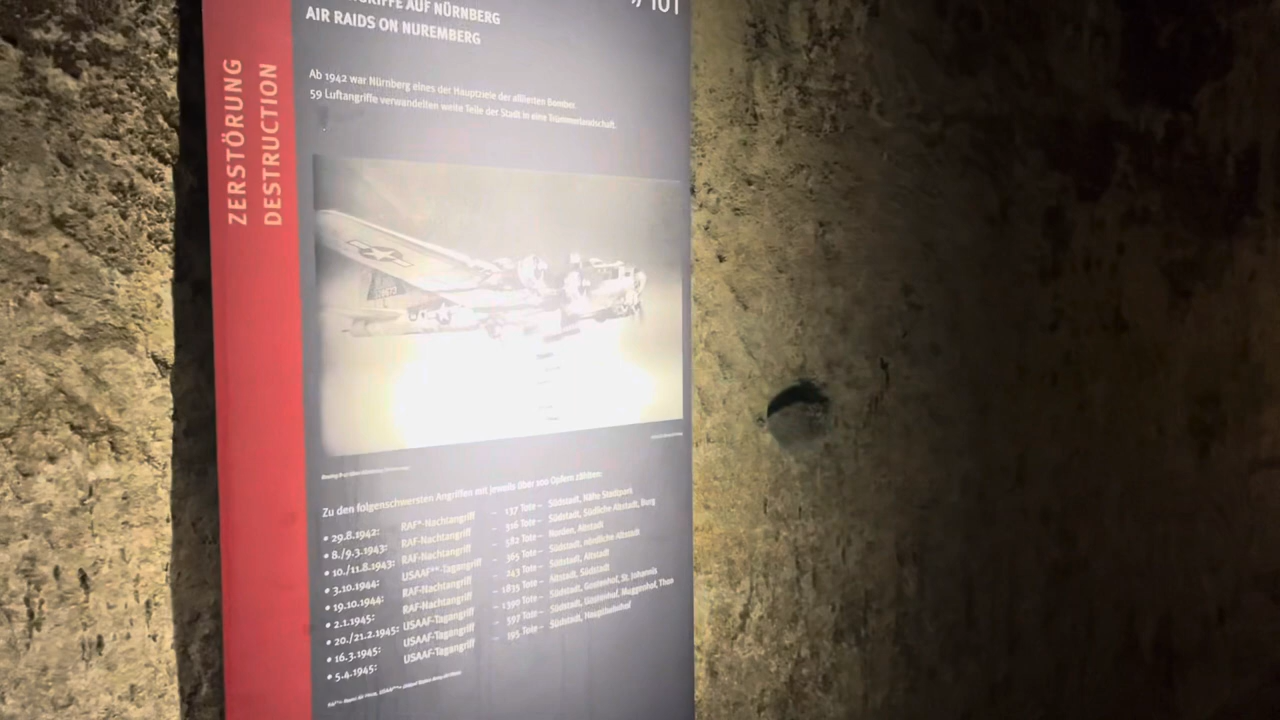 ZERSTÖRUNG
DESTRUCTION
AUF NÜRNBERG
AIR RAIDS ON NUREMBERG
Ab 1942 war Nürnberg eines der Hauptziele der alliierten Bomber.
59 Luftangriffe verwandelten weite Teile der Stadt in eine Trümmerlandschaft.
Zu den folgenschwersten Angriffen mit jeweils über 100 Opfern zählten:
• 29.8.1942: RAF*-Nachtangriff – 137 Tote – Südstadt, Nähe Stadtpark
• 8./9.3.1943: RAF-Nachtangriff – 316 Tote – Südstadt, Südliche Altstadt, Burg
• 10./11.8.1943: RAF-Nachtangriff – 582 Tote – Norden, Altstadt
• 3.10.1944: USAAF**-Tagangriff – 365 Tote – Südstadt, nördliche Altstadt
• 19.10.1944: RAF-Nachtangriff – 243 Tote – Südstadt, Altstadt
• 2.1.1945: RAF-Nachtangriff – 1835 Tote – Altstadt, Südstadt
• 20./21.2.1945: USAAF-Tagangriff – 1390 Tote – Südstadt, Gostenhof, St. Johannis
• 16.3.1945: USAAF-Tagangriff – 597 Tote – Südstadt, Gostenhof, Muggenhof, Thon
• 5.4.1945: USAAF-Tagangriff – 195 Tote – Südstadt, Hauptbahnhof